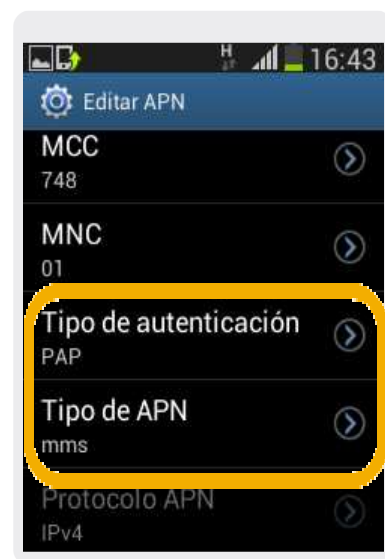 H 16:43
Editar APN
MCC
748
MNC
01
Tipo de autenticación
PAP
Tipo de APN
mms
Protocolo APN
IPv4